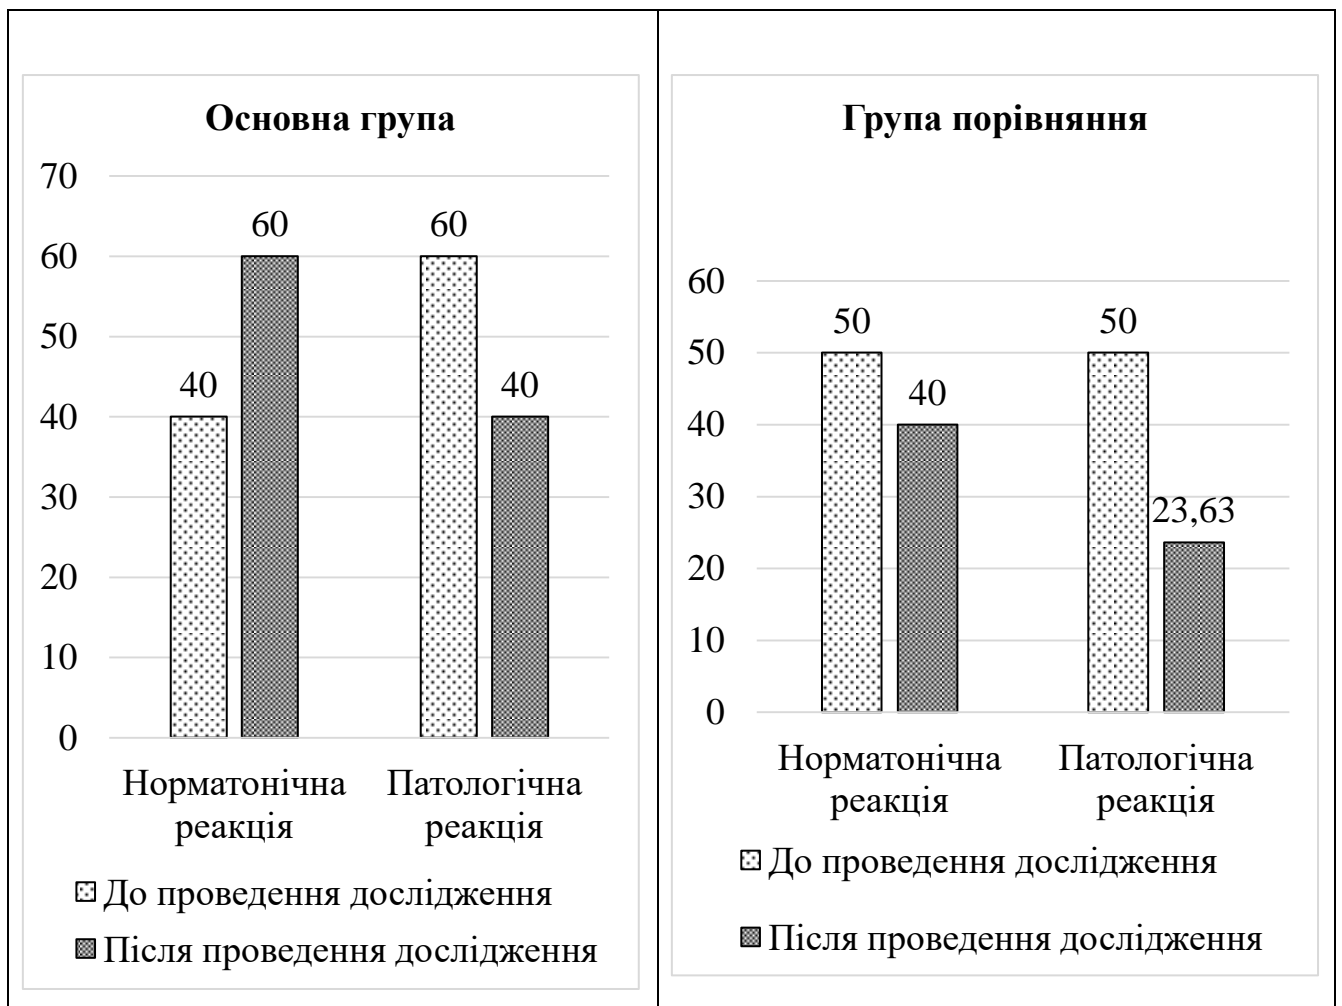 Основна група
70
60
50
40
30
20
10
0
40
60
60
40
Норматонічна
реакція
Патологічна
реакція
До проведення дослідження
Після проведення дослідження
Група порівняння
60
50
40
30
20
10
0
50
40
50
23,63
Норматонічна
реакція
Патологічна
реакція
До проведення дослідження
Після проведення дослідження